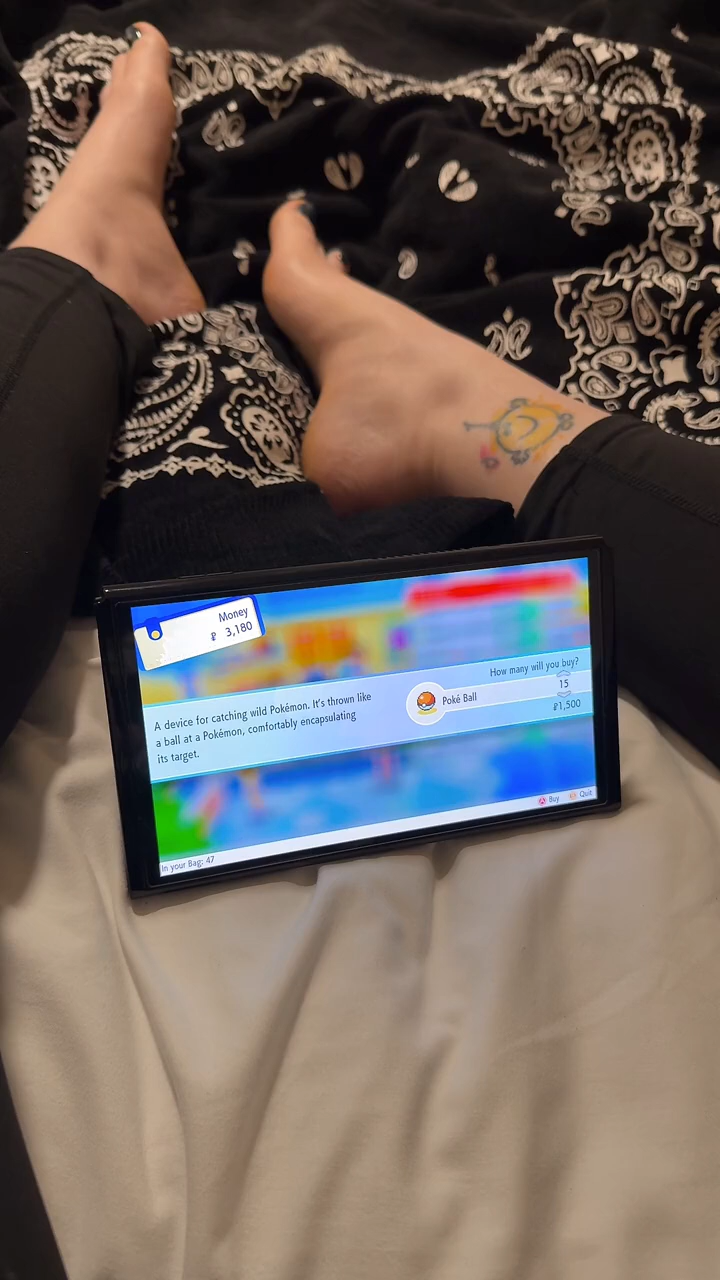 Money
₽ 3,180
How many will you buy?
A device for catching wild Pokémon. It's thrown like
a ball at a Pokémon, comfortably encapsulating
its target.
Poké Ball
15
₽1,500
A Buy
Quit
In your Bag: 47